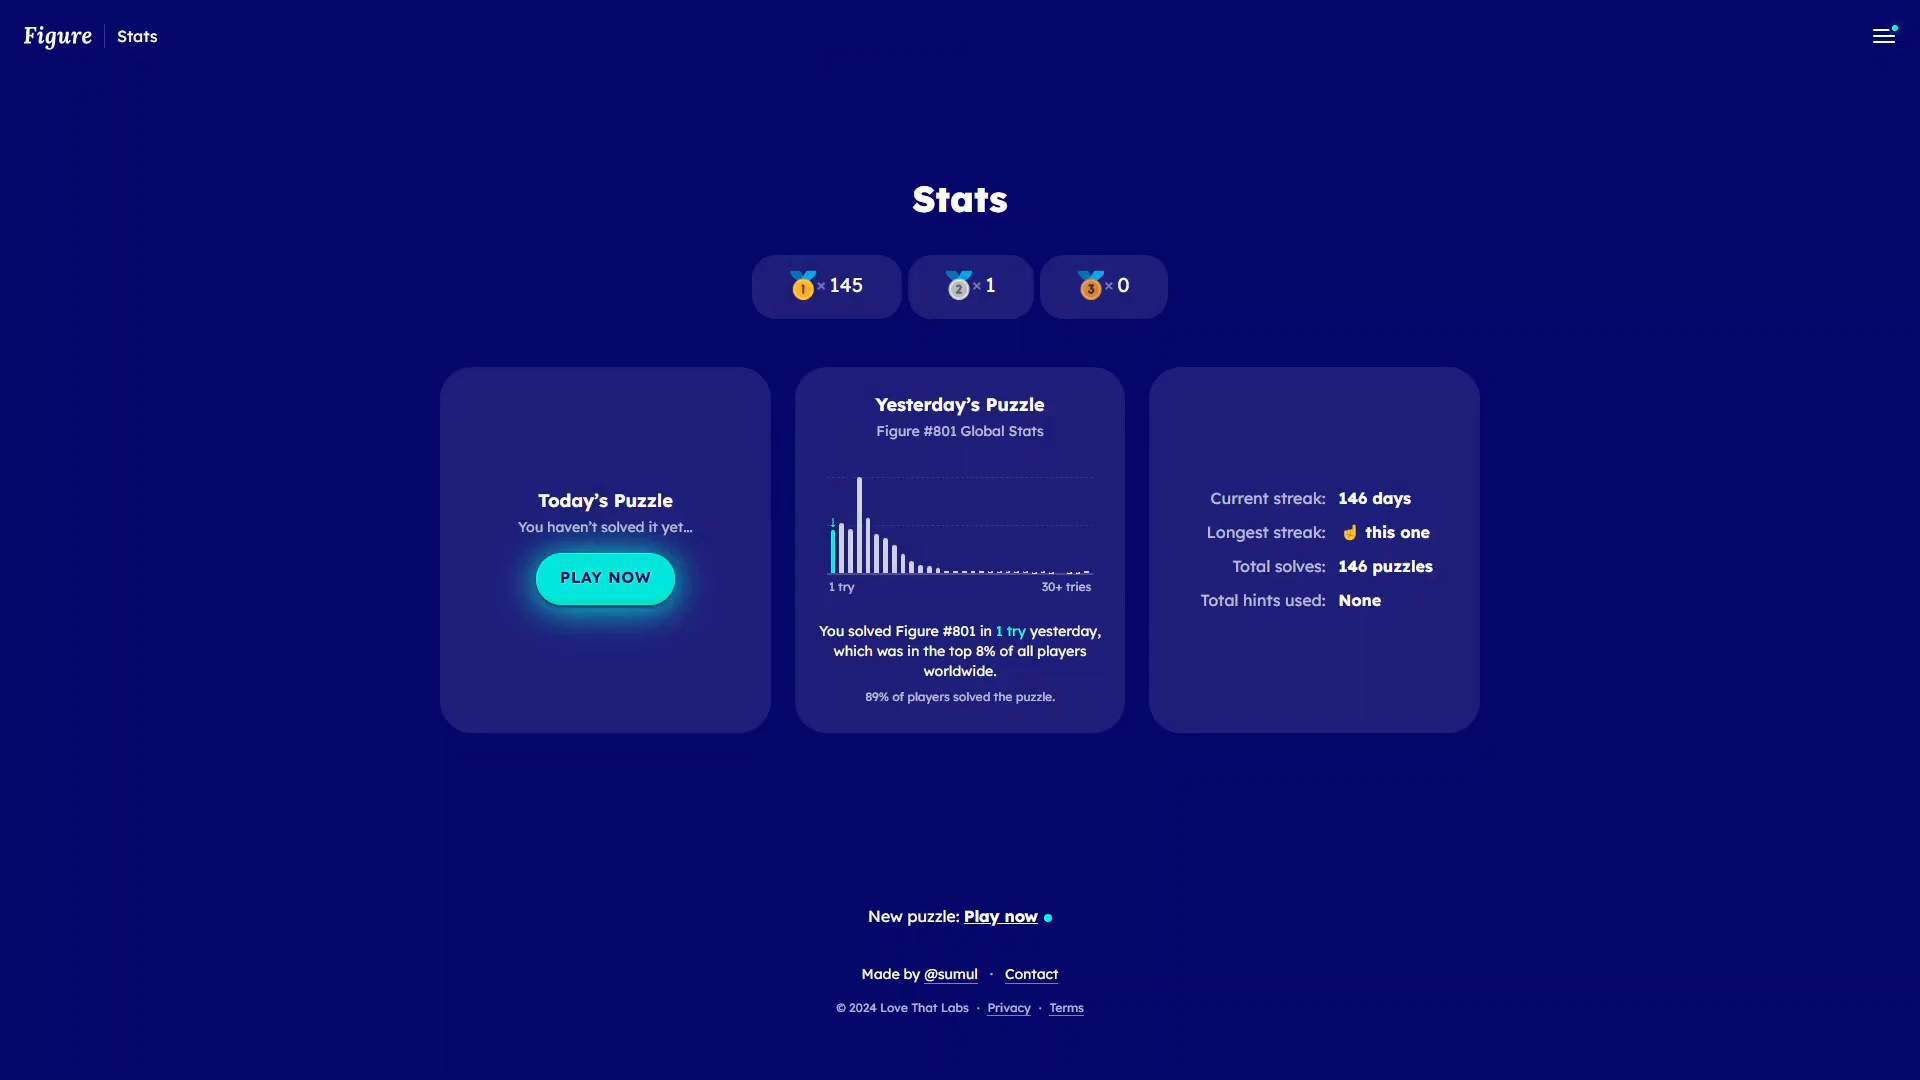 Figure
Stats
Stats
1 × 145
2 × 1
3 × 0
Today’s Puzzle
You haven’t solved it yet...
PLAY NOW
Yesterday’s Puzzle
Figure #801 Global Stats
1 try
30+ tries
You solved Figure #801 in 1 try yesterday,
which was in the top 8% of all players
worldwide.
89% of players solved the puzzle.
Current streak: 146 days
Longest streak: ☝️ this one
Total solves: 146 puzzles
Total hints used: None
New puzzle: Play now
Made by @sumul · Contact
© 2024 Love That Labs · Privacy · Terms